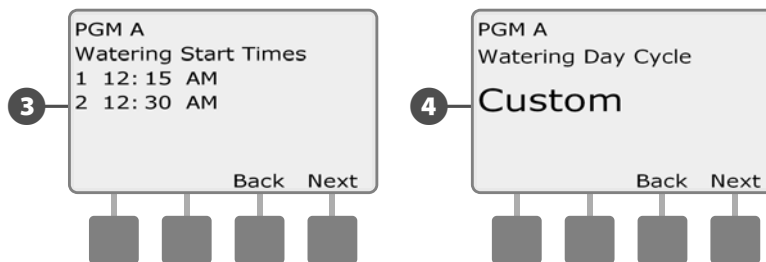 PGM A
Watering Start Times
1 12:15 AM
2 12:30 AM
Back Next
3
PGM A
Watering Day Cycle
Custom
Back Next
4